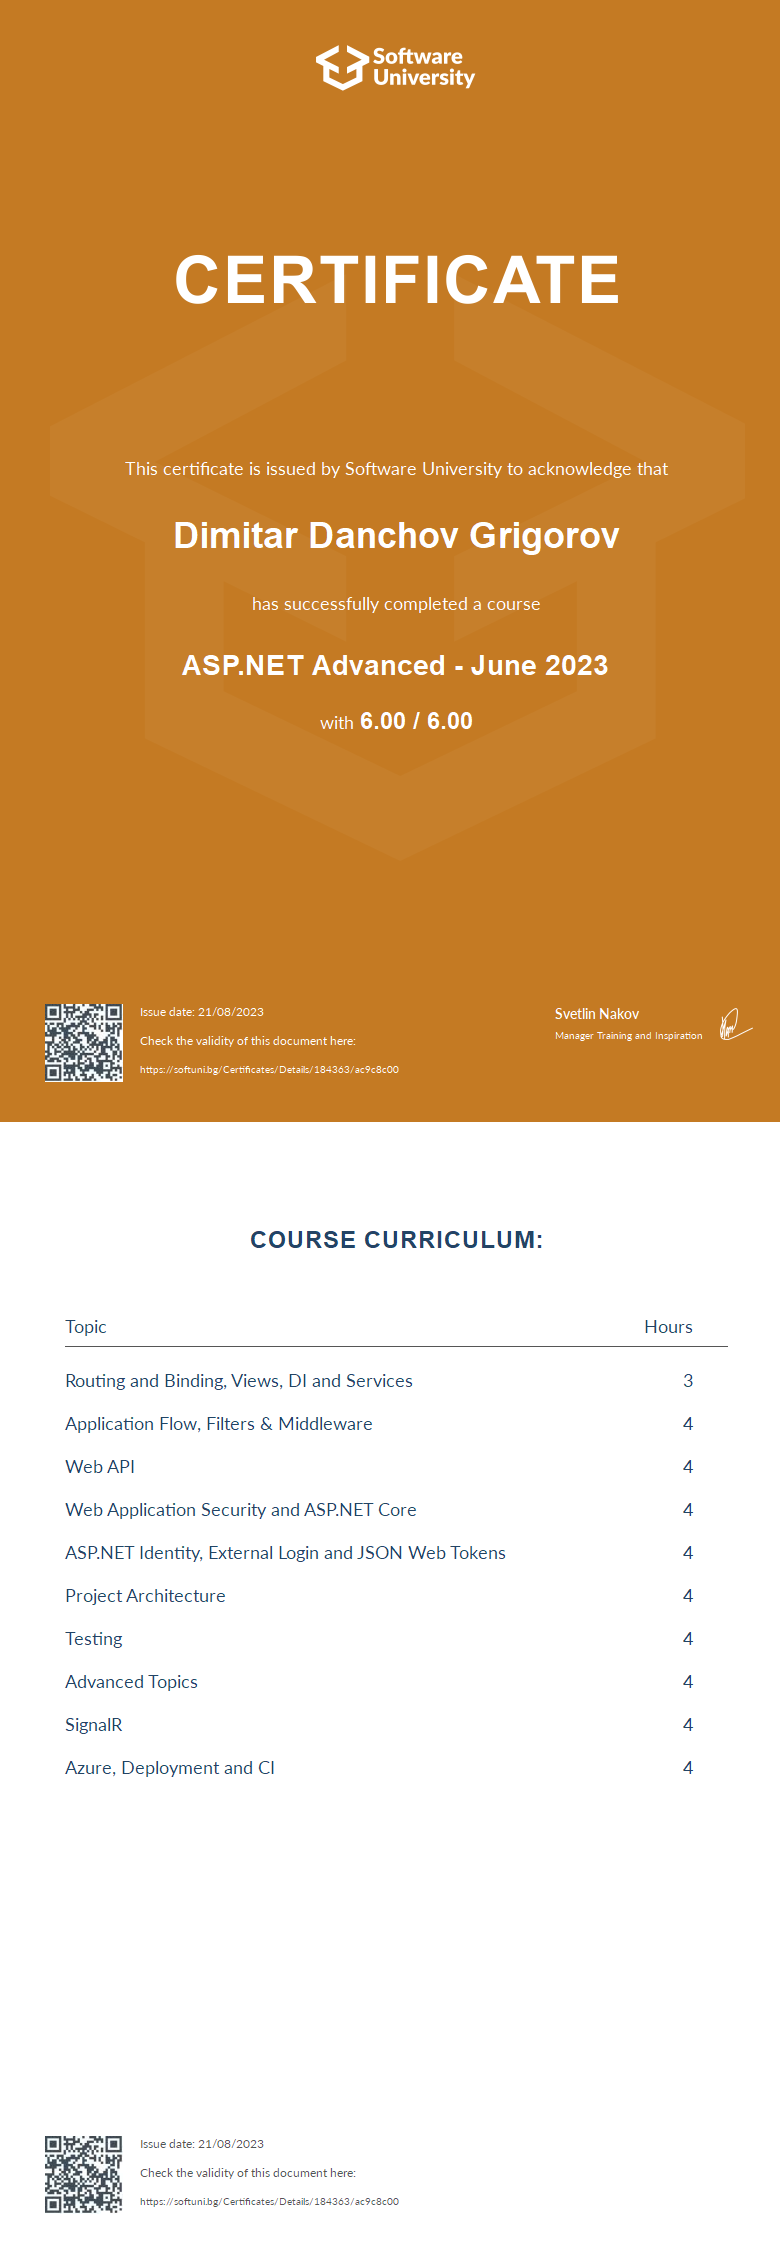 Software
University
CERTIFICATE
This certificate is issued by Software University to acknowledge that
Dimitar Danchov Grigorov
has successfully completed a course
ASP.NET Advanced - June 2023
with 6.00 / 6.00
Issue date: 21/08/2023
Check the validity of this document here:
https://softuni.bg/Certificates/Details/184363/ac9c8c00
Svetlin Nakov
Manager Training and Inspiration
COURSE CURRICULUM:
Topic Hours
Routing and Binding, Views, DI and Services 3
Application Flow, Filters & Middleware 4
Web API 4
Web Application Security and ASP.NET Core 4
ASP.NET Identity, External Login and JSON Web Tokens 4
Project Architecture 4
Testing 4
Advanced Topics 4
SignalR 4
Azure, Deployment and CI 4
Issue date: 21/08/2023
Check the validity of this document here:
https://softuni.bg/Certificates/Details/184363/ac9c8c00